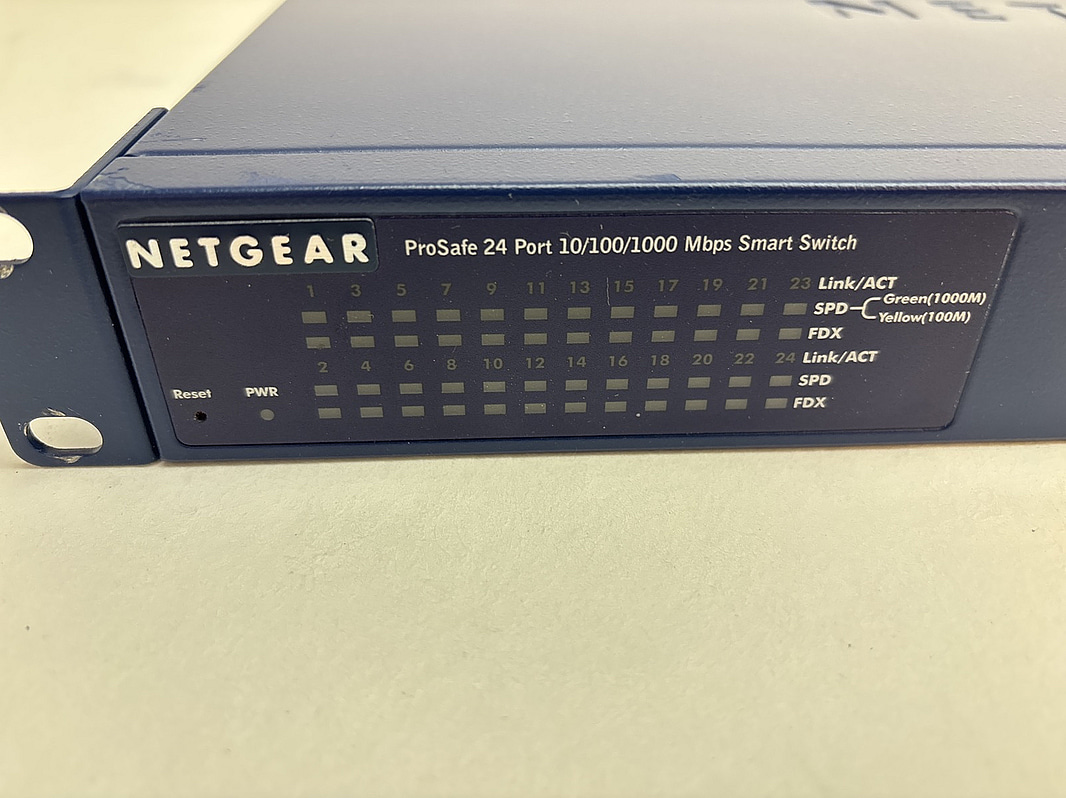 NETGEAR
ProSafe 24 Port 10/100/1000 Mbps Smart Switch
1 3 5 7 9 11 13 15 17 19 21 23 Link/ACT
SPD Green(1000M)
Yellow(100M)
FDX
2 4 6 8 10 12 14 16 18 20 22 24 Link/ACT
SPD
Reset PWR
FDX